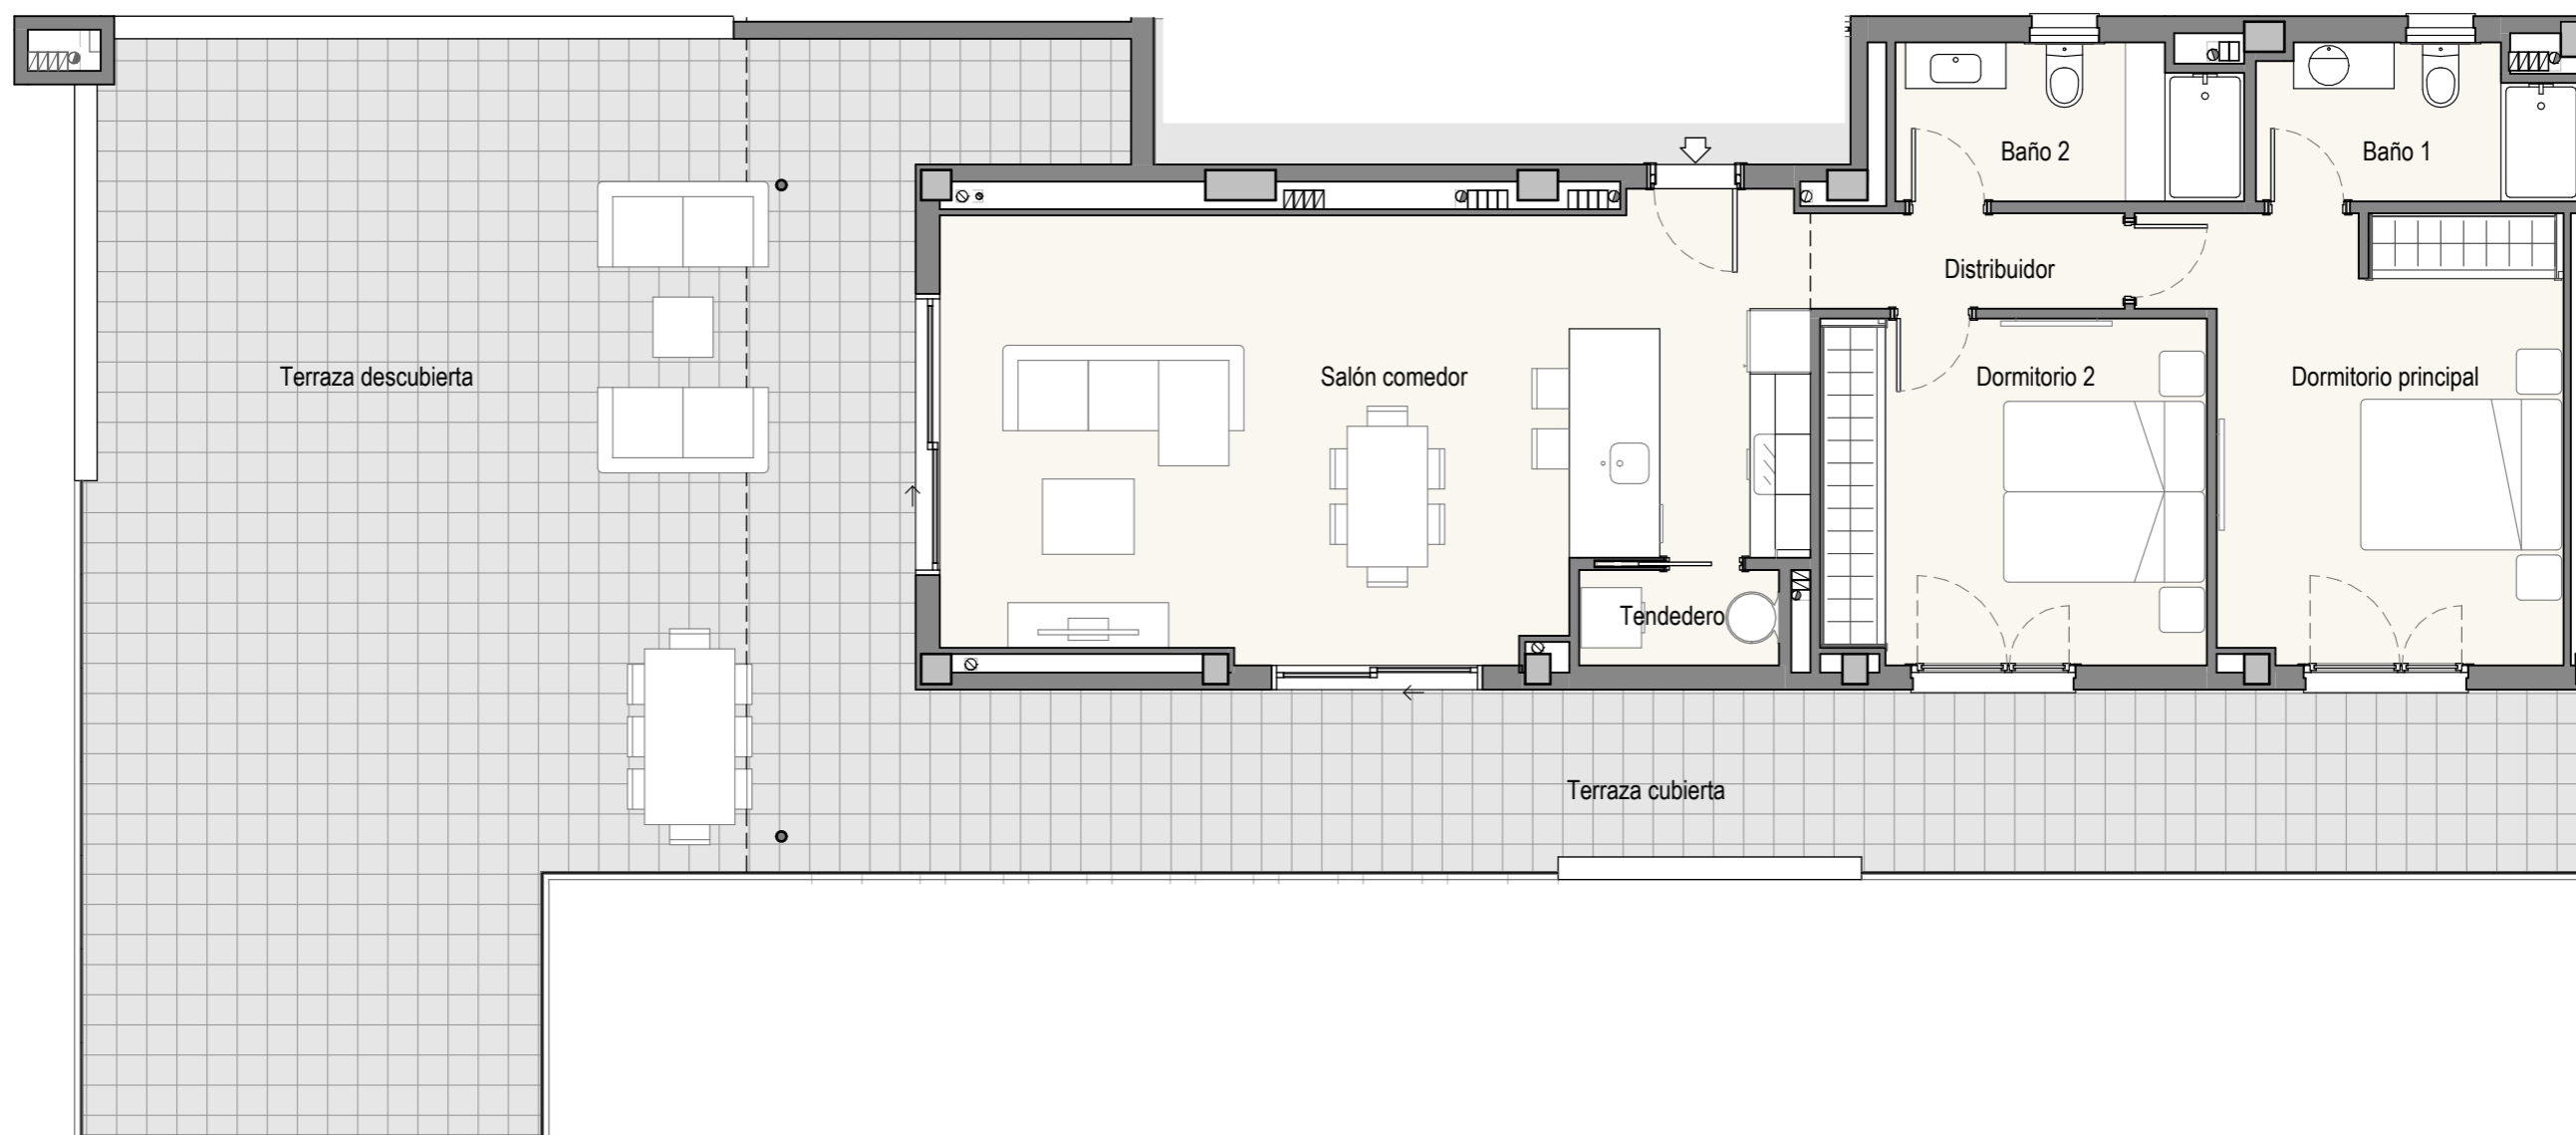 Baño 2
Baño 1
Distribuidor
Terraza descubierta
Salón comedor
Dormitorio 2
Dormitorio principal
Tendedero
Terraza cubierta